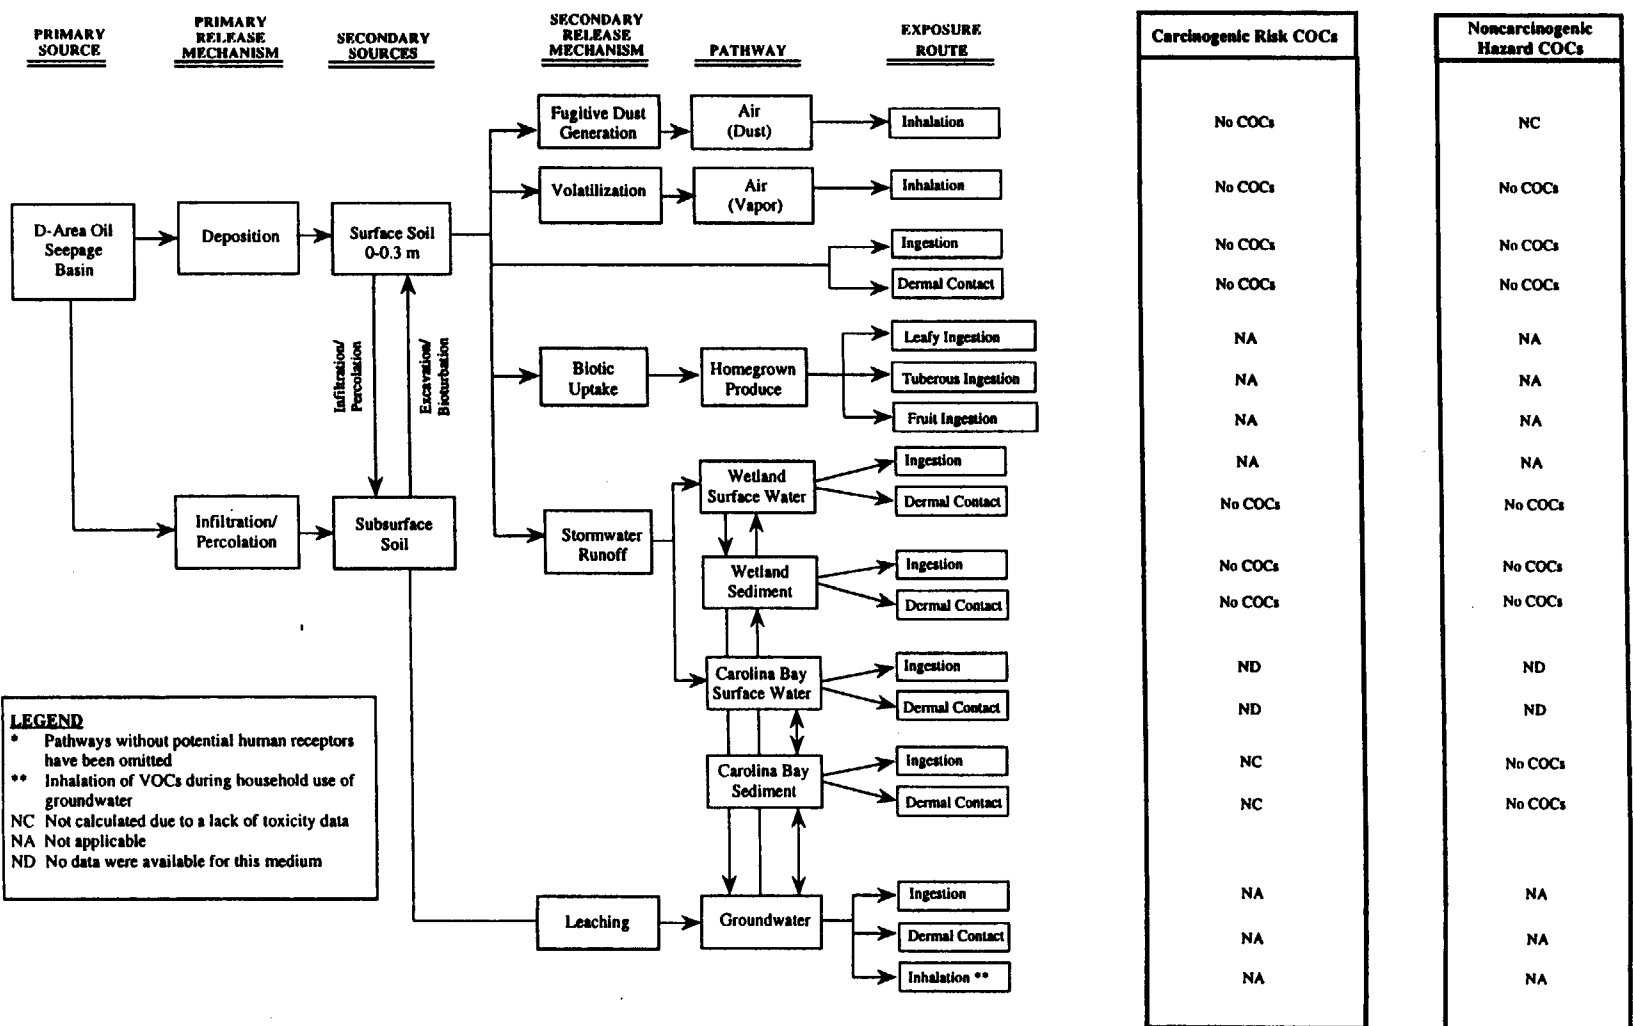 PRIMARY
SOURCE
PRIMARY
RELEASE
MECHANISM
SECONDARY
SOURCES
SECONDARY
RELEASE
MECHANISM
PATHWAY
EXPOSURE
ROUTE
Carcinogenic Risk COCs
Noncarcinogenic
Hazard COCs
D-Area Oil
Seepage
Basin
Deposition
Surface Soil
0-0.3 m
Infiltration/
Percolation
Excavation/
Bioturbation
Infiltration/
Percolation
Subsurface
Soil
Fugitive Dust
Generation
Air
(Dust)
Inhalation
No COCs
NC
Volatilization
Air
(Vapor)
Inhalation
No COCs
No COCs
Ingestion
No COCs
No COCs
Dermal Contact
No COCs
No COCs
Biotic
Uptake
Homegrown
Produce
Leafy Ingestion
NA
NA
Tuberous Ingestion
NA
NA
Fruit Ingestion
NA
NA
Stormwater
Runoff
Wetland
Surface Water
Ingestion
NA
NA
Dermal Contact
No COCs
No COCs
Wetland
Sediment
Ingestion
No COCs
No COCs
Dermal Contact
No COCs
No COCs
Carolina Bay
Surface Water
Ingestion
ND
ND
Dermal Contact
ND
ND
Carolina Bay
Sediment
Ingestion
NC
No COCs
Dermal Contact
NC
No COCs
Leaching
Groundwater
Ingestion
NA
NA
Dermal Contact
NA
NA
Inhalation **
NA
NA
LEGEND
* Pathways without potential human receptors
have been omitted
** Inhalation of VOCs during household use of
groundwater
NC Not calculated due to a lack of toxicity data
NA Not applicable
ND No data were available for this medium